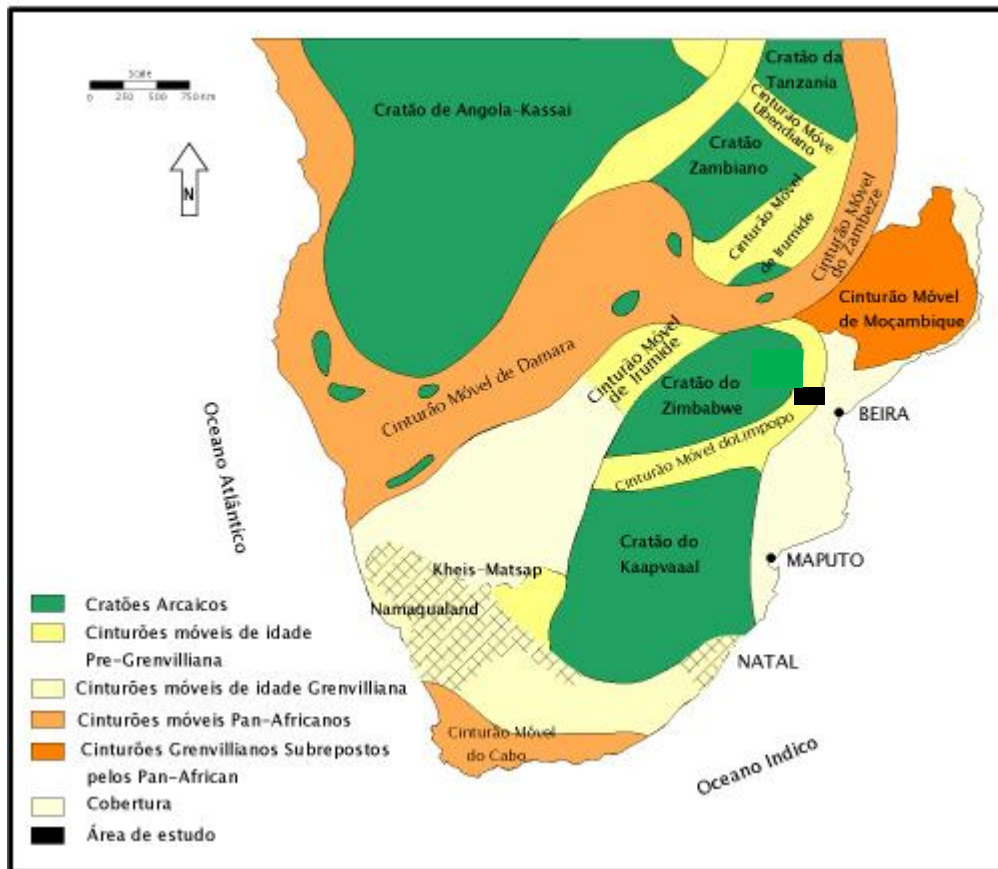 Scale
0 250 500 750 Km
N
Cratão de Angola-Kassai
Cratão da
Tanzania
Cinturão Móve
Ubendiano
Cratão
Zambiano
Cinturão Móvel
de Irumide
Cinturão Móvel
do Zambeze
Cinturão Móvel
de Moçambique
Cinturão Móvel de Damara
Cinturão Móvel
de Irumide
Cratão do
Zimbabwe
BEIRA
Cinturão Móvel doLimpopo
Oceano Atlântico
Cratão do
Kaapvaaal
MAPUTO
Kheis-Matsap
Namaqualand
NATAL
Cinturão Móvel
do Cabo
Oceano Indico
Cratões Arcaicos
Cinturões móveis de idade
Pre-Grenvilliana
Cinturões móveis de idade Grenvilliana
Cinturões móveis Pan-Africanos
Cinturões Grenvillianos Subrepostos
pelos Pan-African
Cobertura
Área de estudo